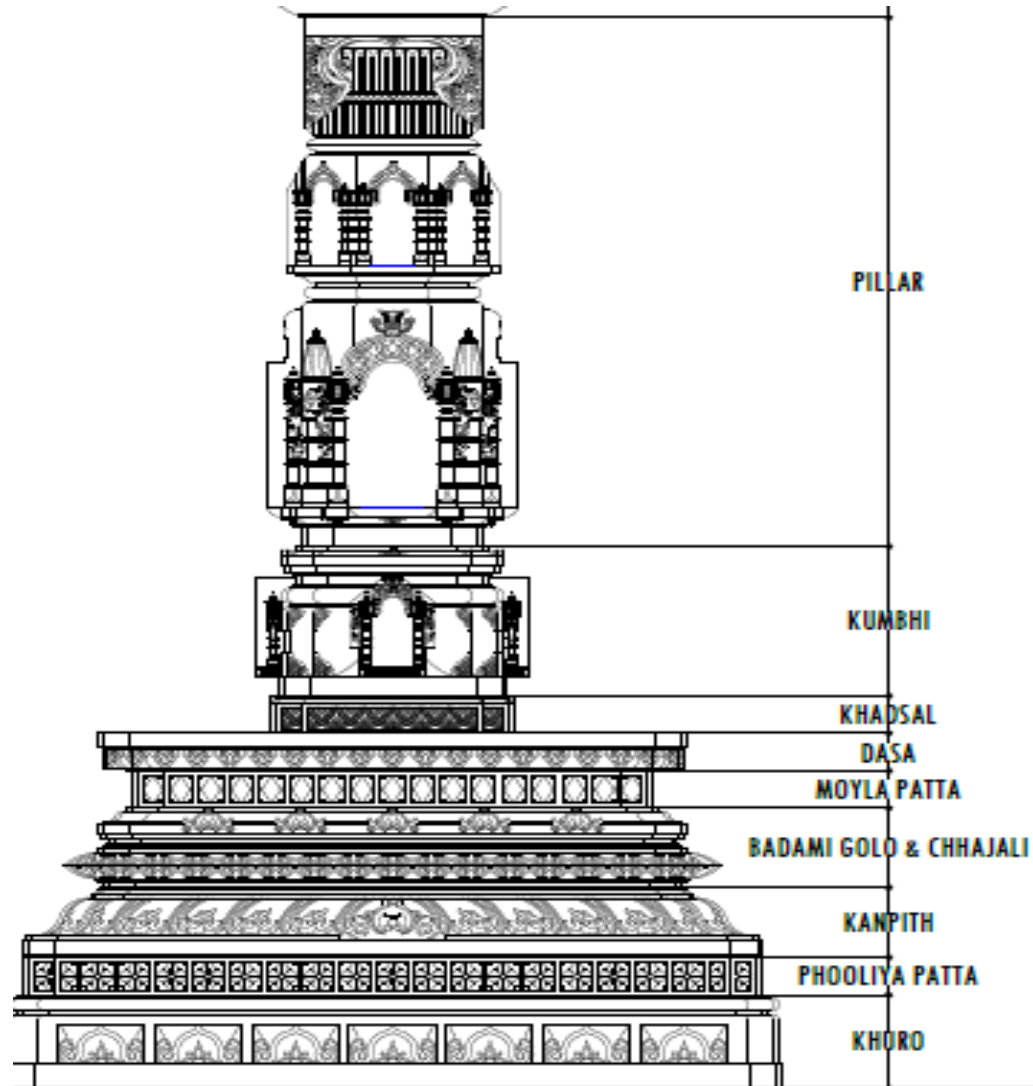 PILLAR
KUMBHI
KHADSAL
DASA
MOYLA PATTA
BADAMI GOLO & CHHAJALI
KANPITH
PHOOLIYA PATTA
KHURO